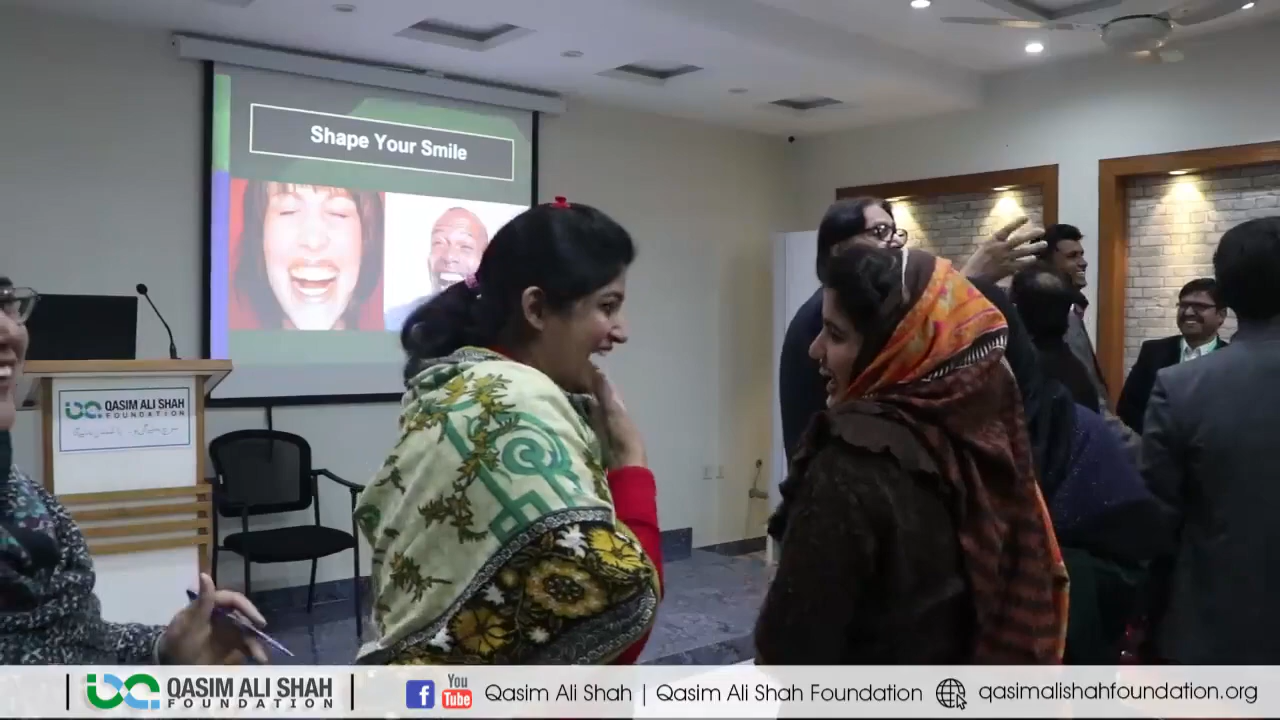 Shape Your Smile
QASIM ALI SHAH
FOUNDATION
QASIM ALI SHAH
FOUNDATION
You
Tube
Qasim Ali Shah | Qasim Ali Shah Foundation
qasimalishahfoundation.org